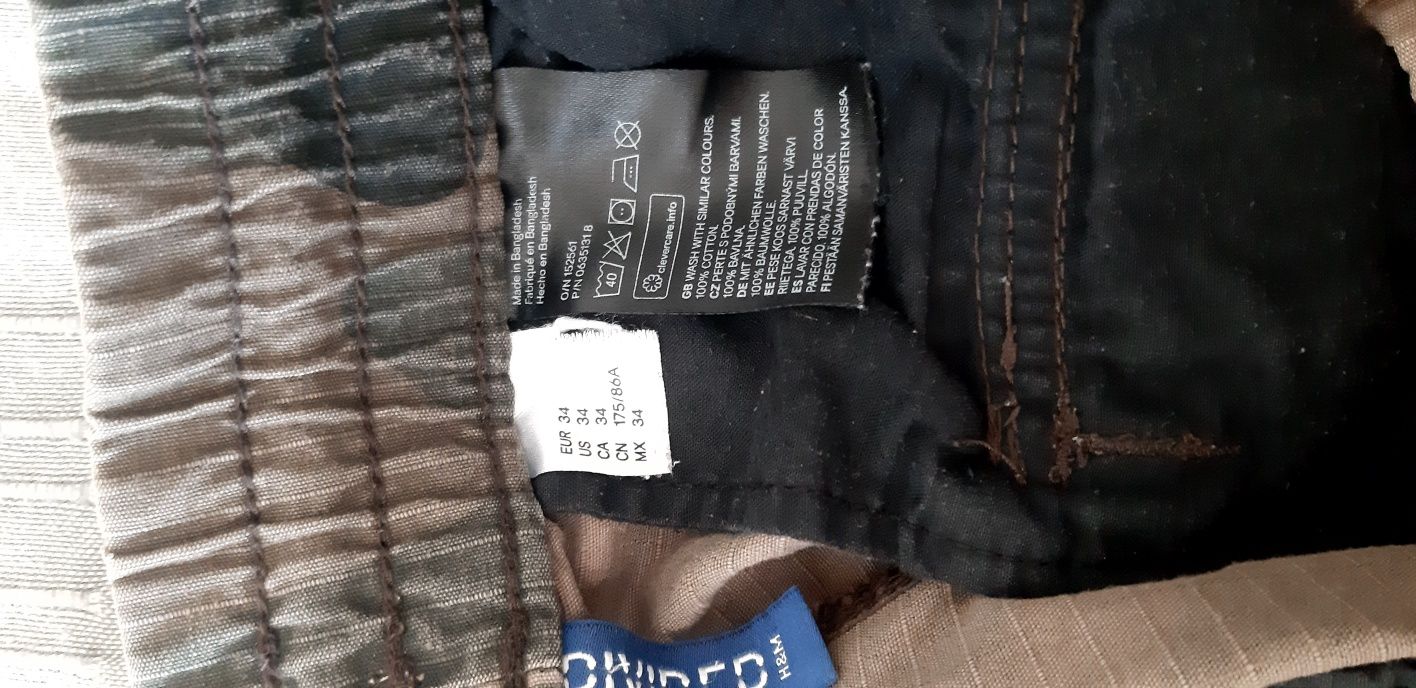 Made in Bangladesh
Fabriqué en Bangladesh
Hecho en Bangladesh
O/N 152561
P/N 0635131 8
40
clevercare.info
GB WASH WITH SIMILAR COLOURS.
100% COTTON.
CZ PERTE S PODOBNÝMI BARVAMI.
100% BAVLNA.
DE MIT ÄHNLICHEN FARBEN WASCHEN.
100% BAUMWOLLE.
EE PESE KOOS SARNAST VÄRVI
RIIETEGA. 100% PUUVILL.
ES LAVAR CON PRENDAS DE COLOR
PARECIDO. 100% ALGODÓN.
FI PESTÄÄN SAMANVÄRISTEN KANSSA.
EUR 34
US 34
CA 34
CN 175/86A
MX 34
DIVIDED
H&M